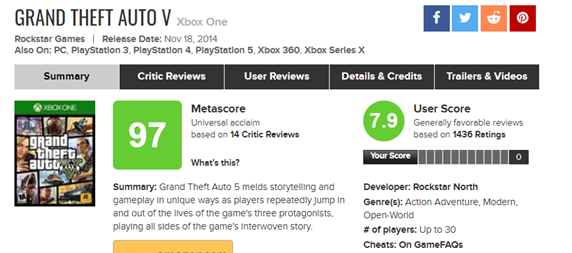 GRAND THEFT AUTO V Xbox One
Rockstar Games | Release Date: Nov 18, 2014
Also On: PC, PlayStation 3, PlayStation 4, PlayStation 5, Xbox 360, Xbox Series X
Summary Critic Reviews User Reviews Details & Credits Trailers & Videos
XBOX ONE
grand
theft
auto
V
97
Metascore
Universal acclaim
based on 14 Critic Reviews
What's this?
7.9
User Score
Generally favorable reviews
based on 1436 Ratings
Your Score 0
Summary: Grand Theft Auto 5 melds storytelling and
gameplay in unique ways as players repeatedly jump in
and out of the lives of the game's three protagonists,
playing all sides of the game's interwoven story.
Developer: Rockstar North
Genre(s): Action Adventure, Modern,
Open-World
# of players: Up to 30
Cheats: On GameFAQs